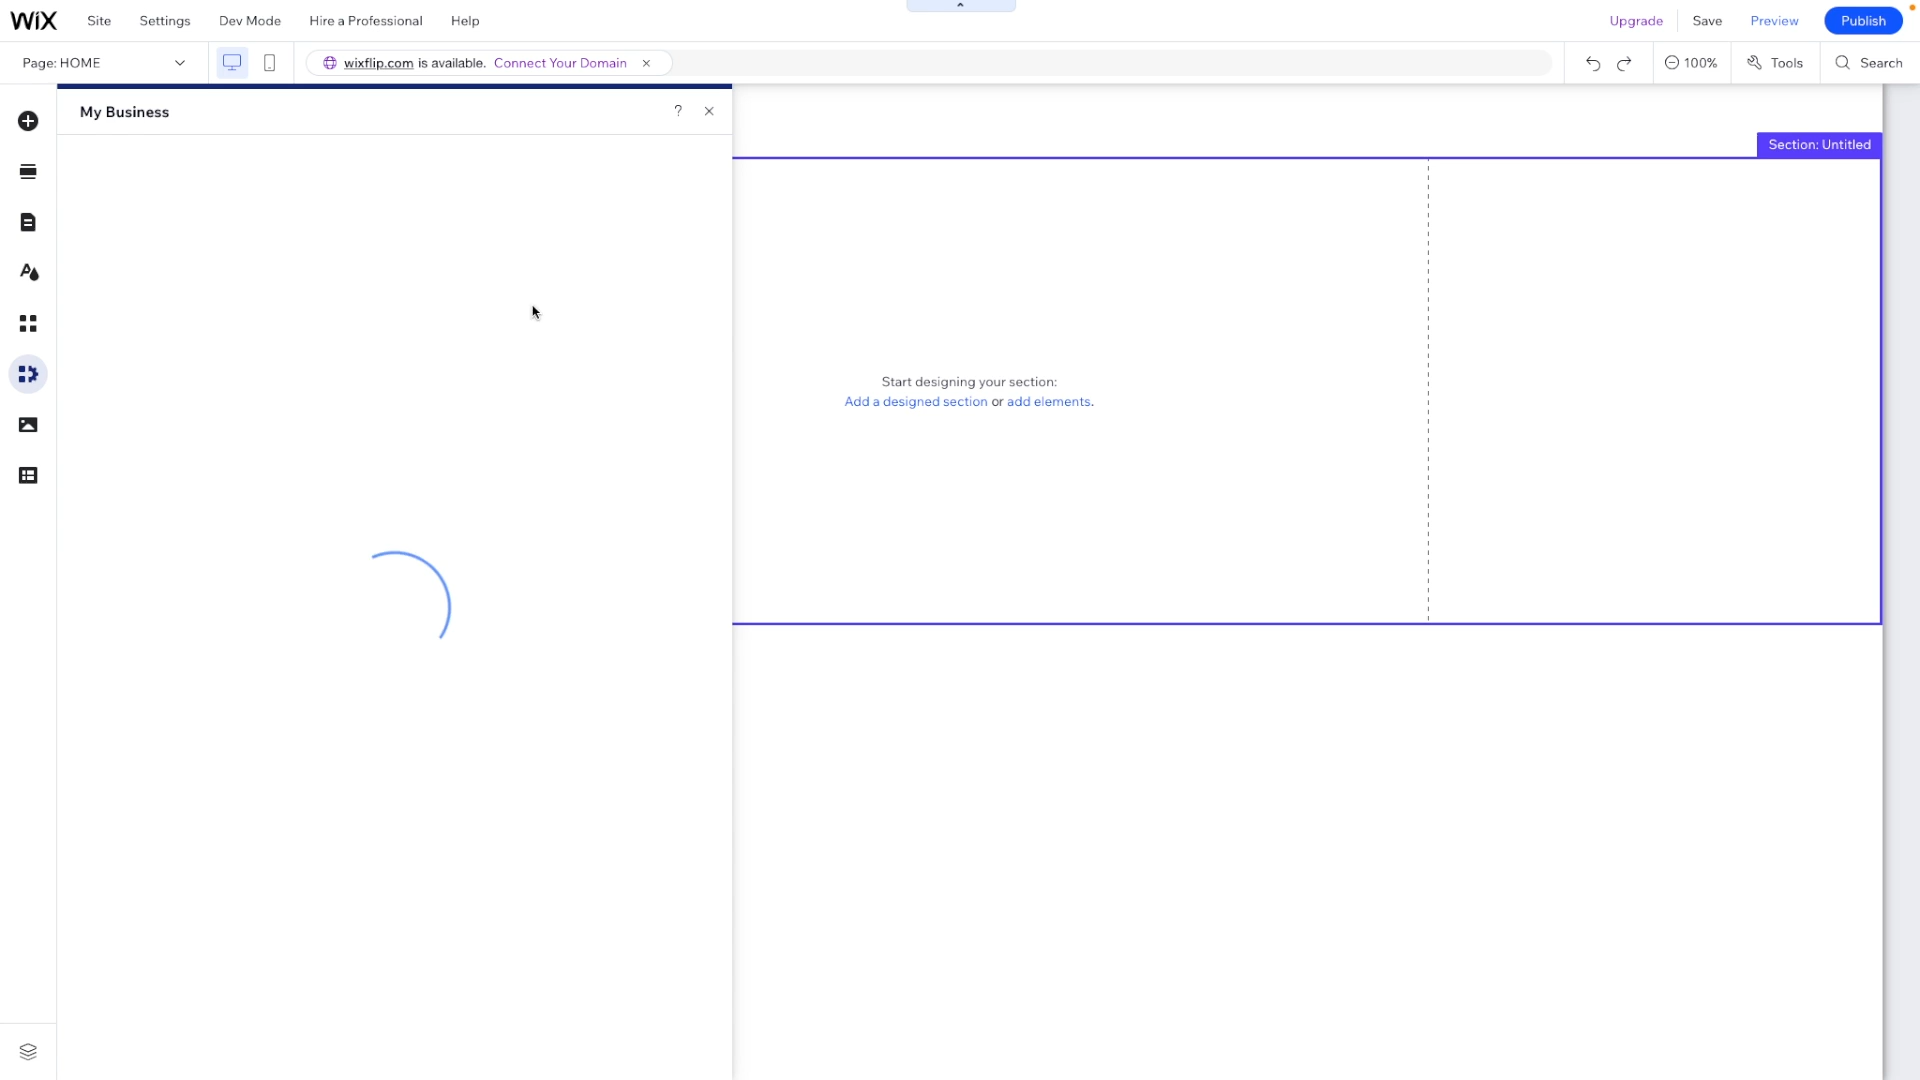 WIX Site Settings Dev Mode Hire a Professional Help Upgrade Save Preview Publish
Page: HOME wixflip.com is available. Connect Your Domain 100% Tools Search
My Business ?
Section: Untitled
Start designing your section:
Add a designed section or add elements.